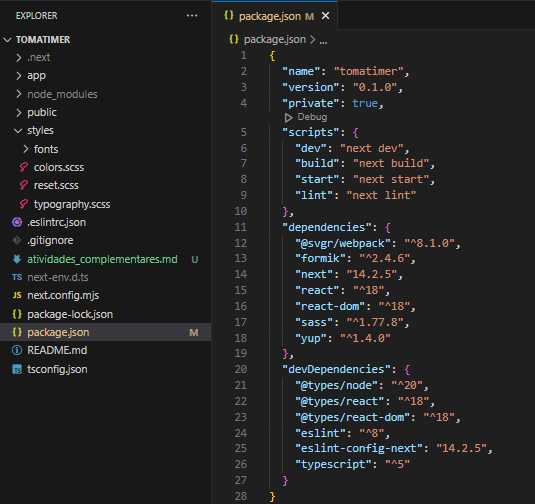 EXPLORER
...
TOMATIMER
.next
app
node_modules
public
styles
fonts
colors.scss
reset.scss
typography.scss
.eslintrc.json
.gitignore
atividades_complementares.md U
next-env.d.ts
next.config.mjs
package-lock.json
package.json M
README.md
tsconfig.json
package.json M
package.json > ...
1 {
2 "name": "tomatimer",
3 "version": "0.1.0",
4 "private": true,
Debug
5 "scripts": {
6 "dev": "next dev",
7 "build": "next build",
8 "start": "next start",
9 "lint": "next lint"
10 },
11 "dependencies": {
12 "@svgr/webpack": "^8.1.0",
13 "formik": "^2.4.6",
14 "next": "14.2.5",
15 "react": "^18",
16 "react-dom": "^18",
17 "sass": "^1.77.8",
18 "yup": "^1.4.0"
19 },
20 "devDependencies": {
21 "@types/node": "^20",
22 "@types/react": "^18",
23 "@types/react-dom": "^18",
24 "eslint": "^8",
25 "eslint-config-next": "14.2.5",
26 "typescript": "^5"
27 }
28 }